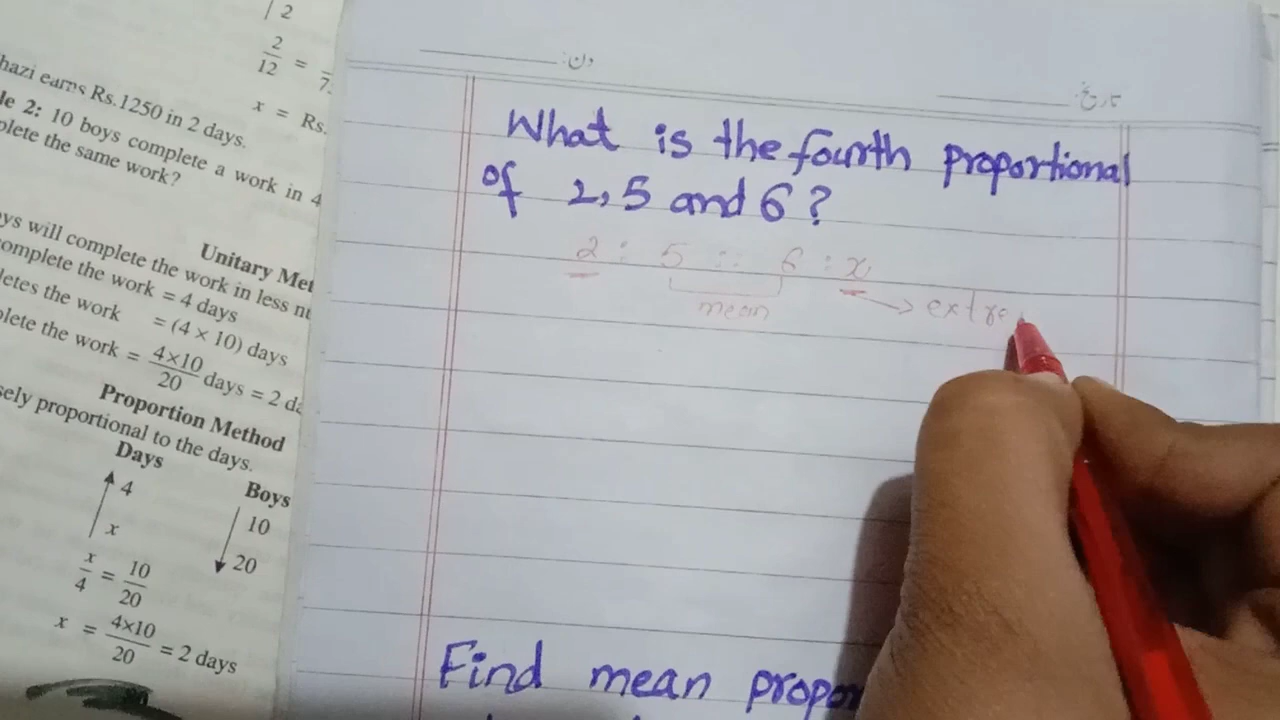 2
2/12 = 7
hazi earns Rs.1250 in 2 days.
x = Rs.
le 2: 10 boys complete a work in 4
plete the same work?
Unitary Met
ys will complete the work in less
omplete the work = 4 days
letes the work = (4 × 10) days
plete the work = 4×10/20 days = 2 da
Proportion Method
sely proportional to the days.
Days Boys
4 10
x 20
x/4 = 10/20
x = 4×10/20 = 2 days
دن:
تاریخ:
What is the fourth proportional
of 2,5 and 6?
2 : 5 :: 6 : x
mean extre
Find mean propor